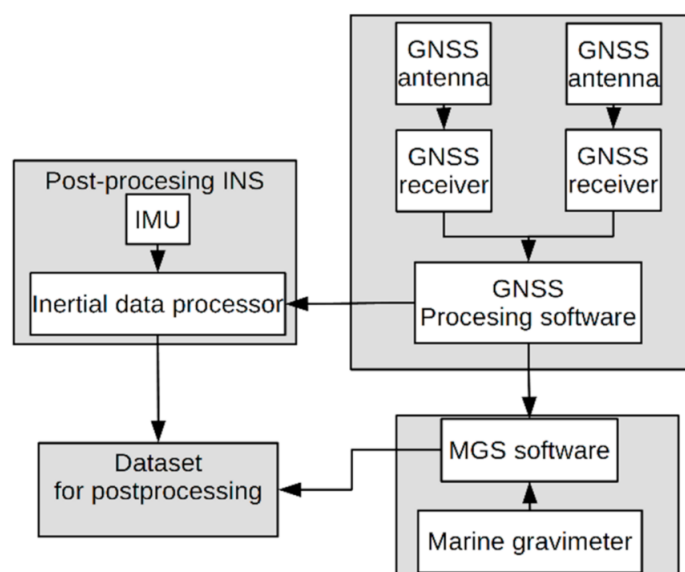 GNSS
antenna
GNSS
antenna
GNSS
receiver
GNSS
receiver
Post-procesing INS
IMU
Inertial data processor
GNSS
Procesing software
Dataset
for postprocessing
MGS software
Marine gravimeter